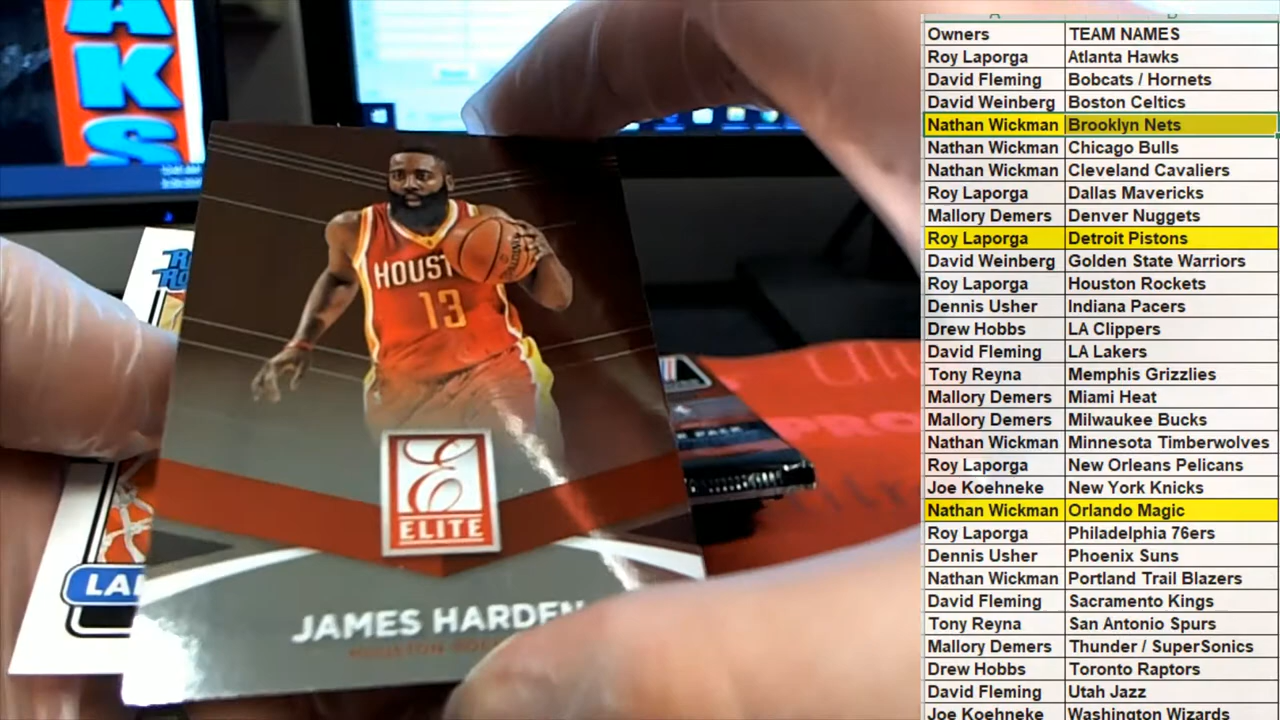 AKS
HOUST
13
SPALDING
E
ELITE
JAMES HARDEN
LAK
PRO
Owners TEAM NAMES
Roy Laporga Atlanta Hawks
David Fleming Bobcats / Hornets
David Weinberg Boston Celtics
Nathan Wickman Brooklyn Nets
Nathan Wickman Chicago Bulls
Nathan Wickman Cleveland Cavaliers
Roy Laporga Dallas Mavericks
Mallory Demers Denver Nuggets
Roy Laporga Detroit Pistons
David Weinberg Golden State Warriors
Roy Laporga Houston Rockets
Dennis Usher Indiana Pacers
Drew Hobbs LA Clippers
David Fleming LA Lakers
Tony Reyna Memphis Grizzlies
Mallory Demers Miami Heat
Mallory Demers Milwaukee Bucks
Nathan Wickman Minnesota Timberwolves
Roy Laporga New Orleans Pelicans
Joe Koehneke New York Knicks
Nathan Wickman Orlando Magic
Roy Laporga Philadelphia 76ers
Dennis Usher Phoenix Suns
Nathan Wickman Portland Trail Blazers
David Fleming Sacramento Kings
Tony Reyna San Antonio Spurs
Mallory Demers Thunder / SuperSonics
Drew Hobbs Toronto Raptors
David Fleming Utah Jazz
Joe Koehneke Washington Wizards